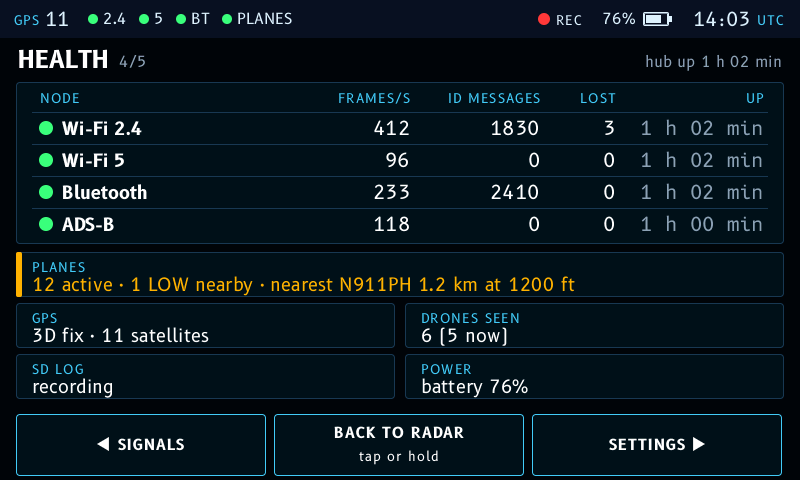 GPS 11 2.4 5 BT PLANES REC 76% 14:03 UTC
HEALTH 4/5 hub up 1 h 02 min
NODE FRAMES/S ID MESSAGES LOST UP
Wi-Fi 2.4 412 1830 3 1 h 02 min
Wi-Fi 5 96 0 0 1 h 02 min
Bluetooth 233 2410 0 1 h 02 min
ADS-B 118 0 0 1 h 00 min
PLANES
12 active · 1 LOW nearby · nearest N911PH 1.2 km at 1200 ft
GPS
3D fix · 11 satellites
DRONES SEEN
6 (5 now)
SD LOG
recording
POWER
battery 76%
◀ SIGNALS
BACK TO RADAR
tap or hold
SETTINGS ▶